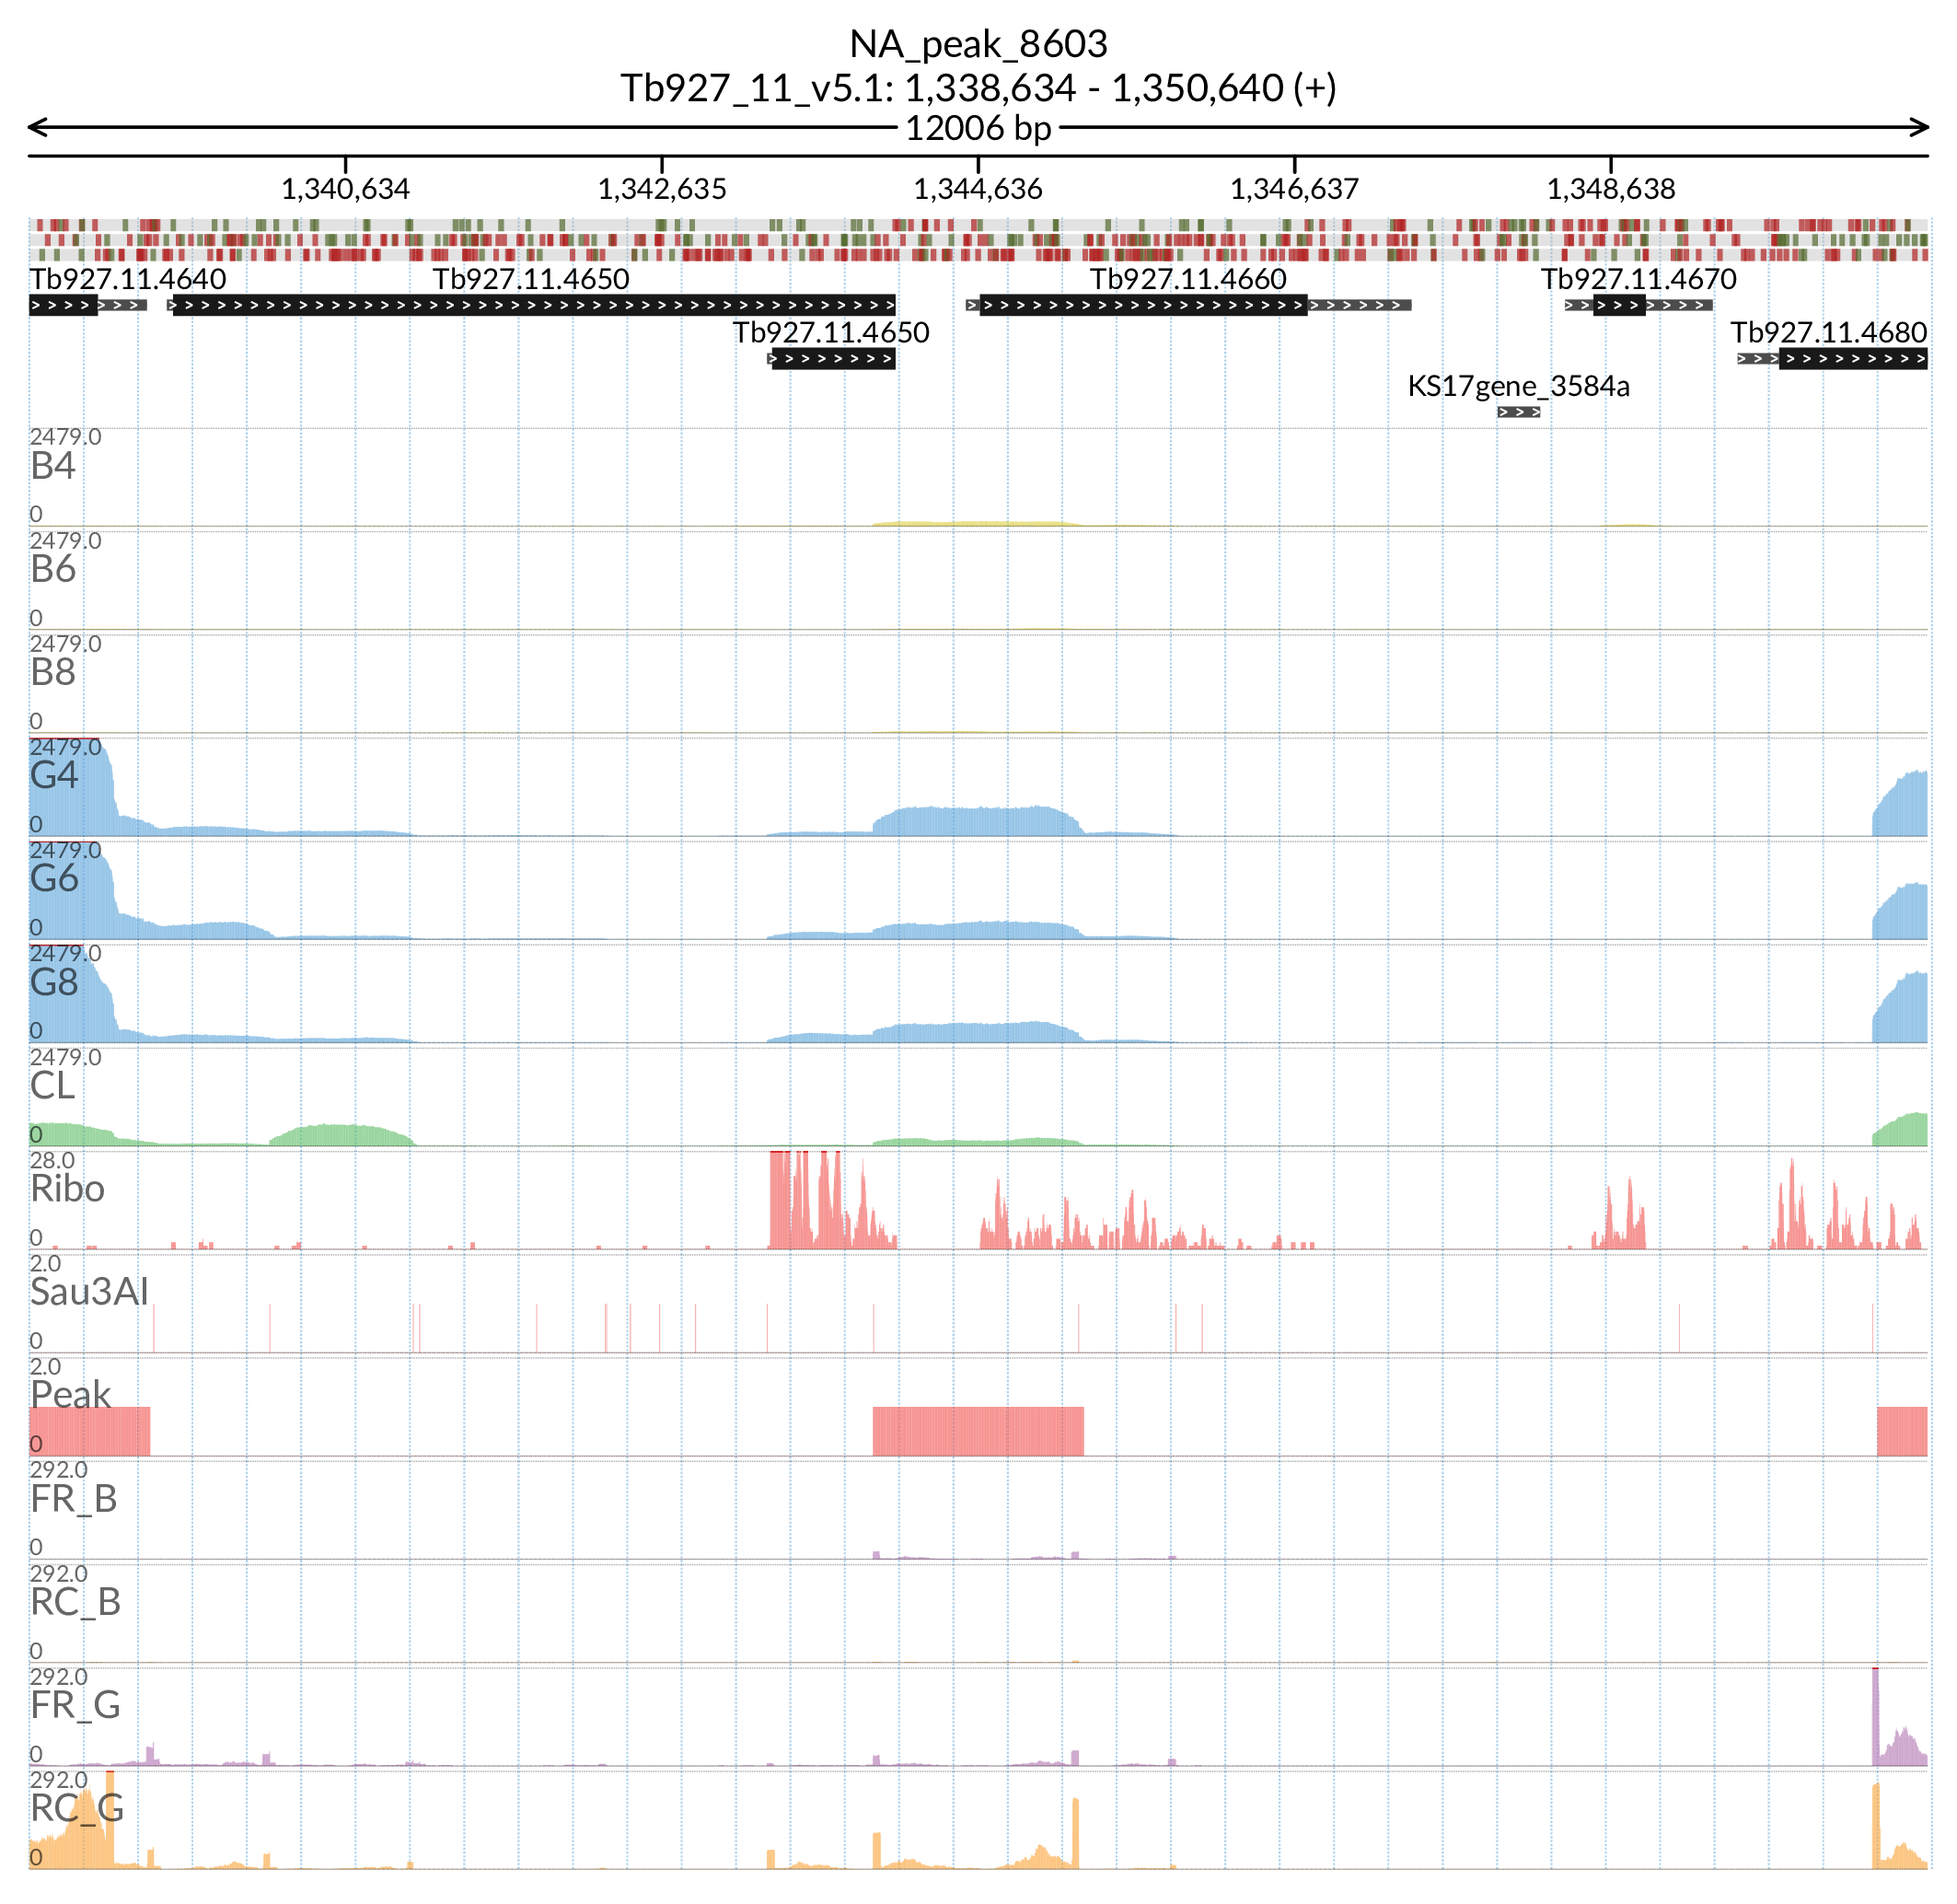 NA_peak_8603
Tb927_11_v5.1: 1,338,634 - 1,350,640 (+)
12006 bp
1,340,634 1,342,635 1,344,636 1,346,637 1,348,638
Tb927.11.4640 Tb927.11.4650 Tb927.11.4660 Tb927.11.4670
Tb927.11.4650 Tb927.11.4680
KS17gene_3584a
2479.0
B4
0
2479.0
B6
0
2479.0
B8
0
2479.0
G4
0
2479.0
G6
0
2479.0
G8
0
2479.0
CL
0
28.0
Ribo
0
2.0
Sau3AI
0
2.0
Peak
0
292.0
FR_B
0
292.0
RC_B
0
292.0
FR_G
0
292.0
RC_G
0